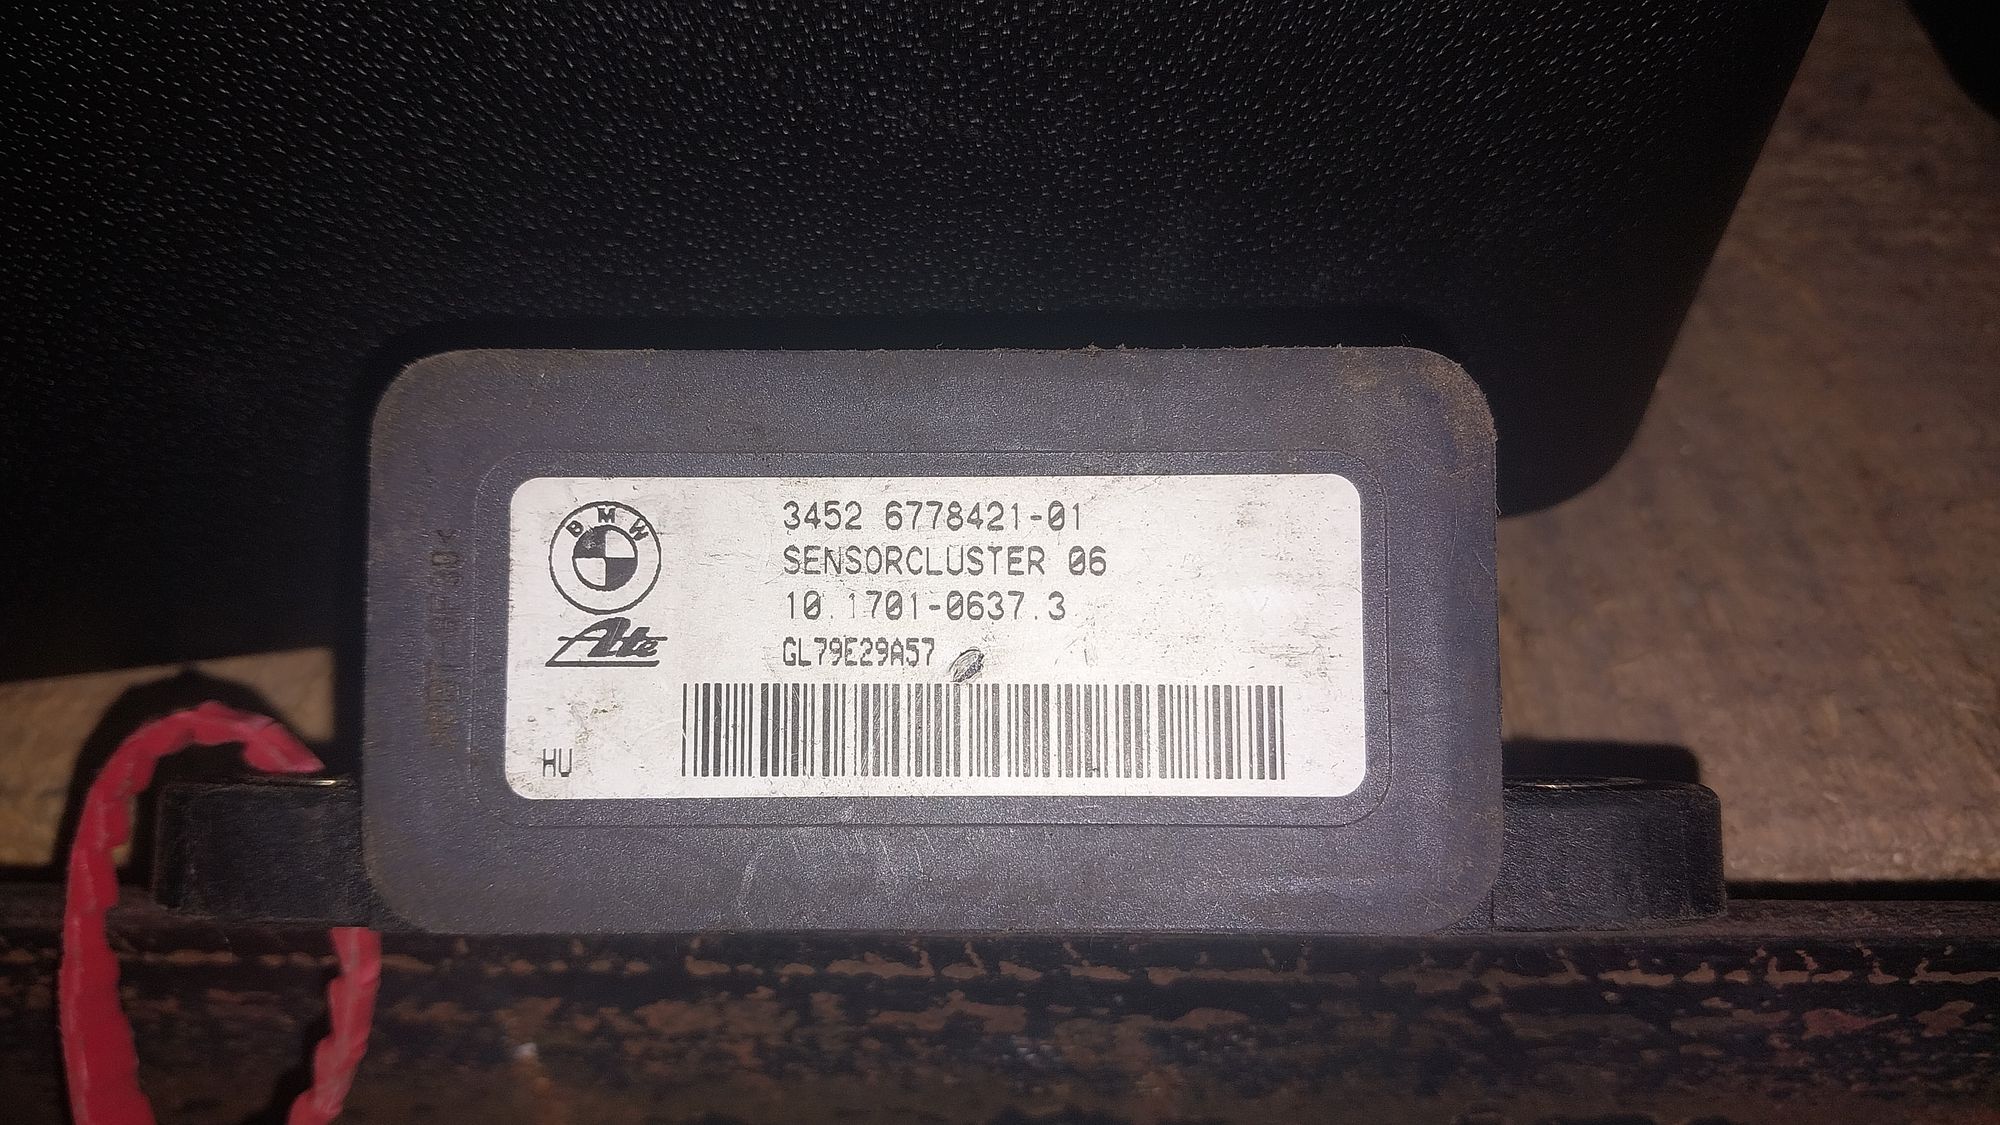 BMW
3452 6778421-01
SENSORCLUSTER 06
10.1701-0637.3
Ate
GL79E29A57
HU